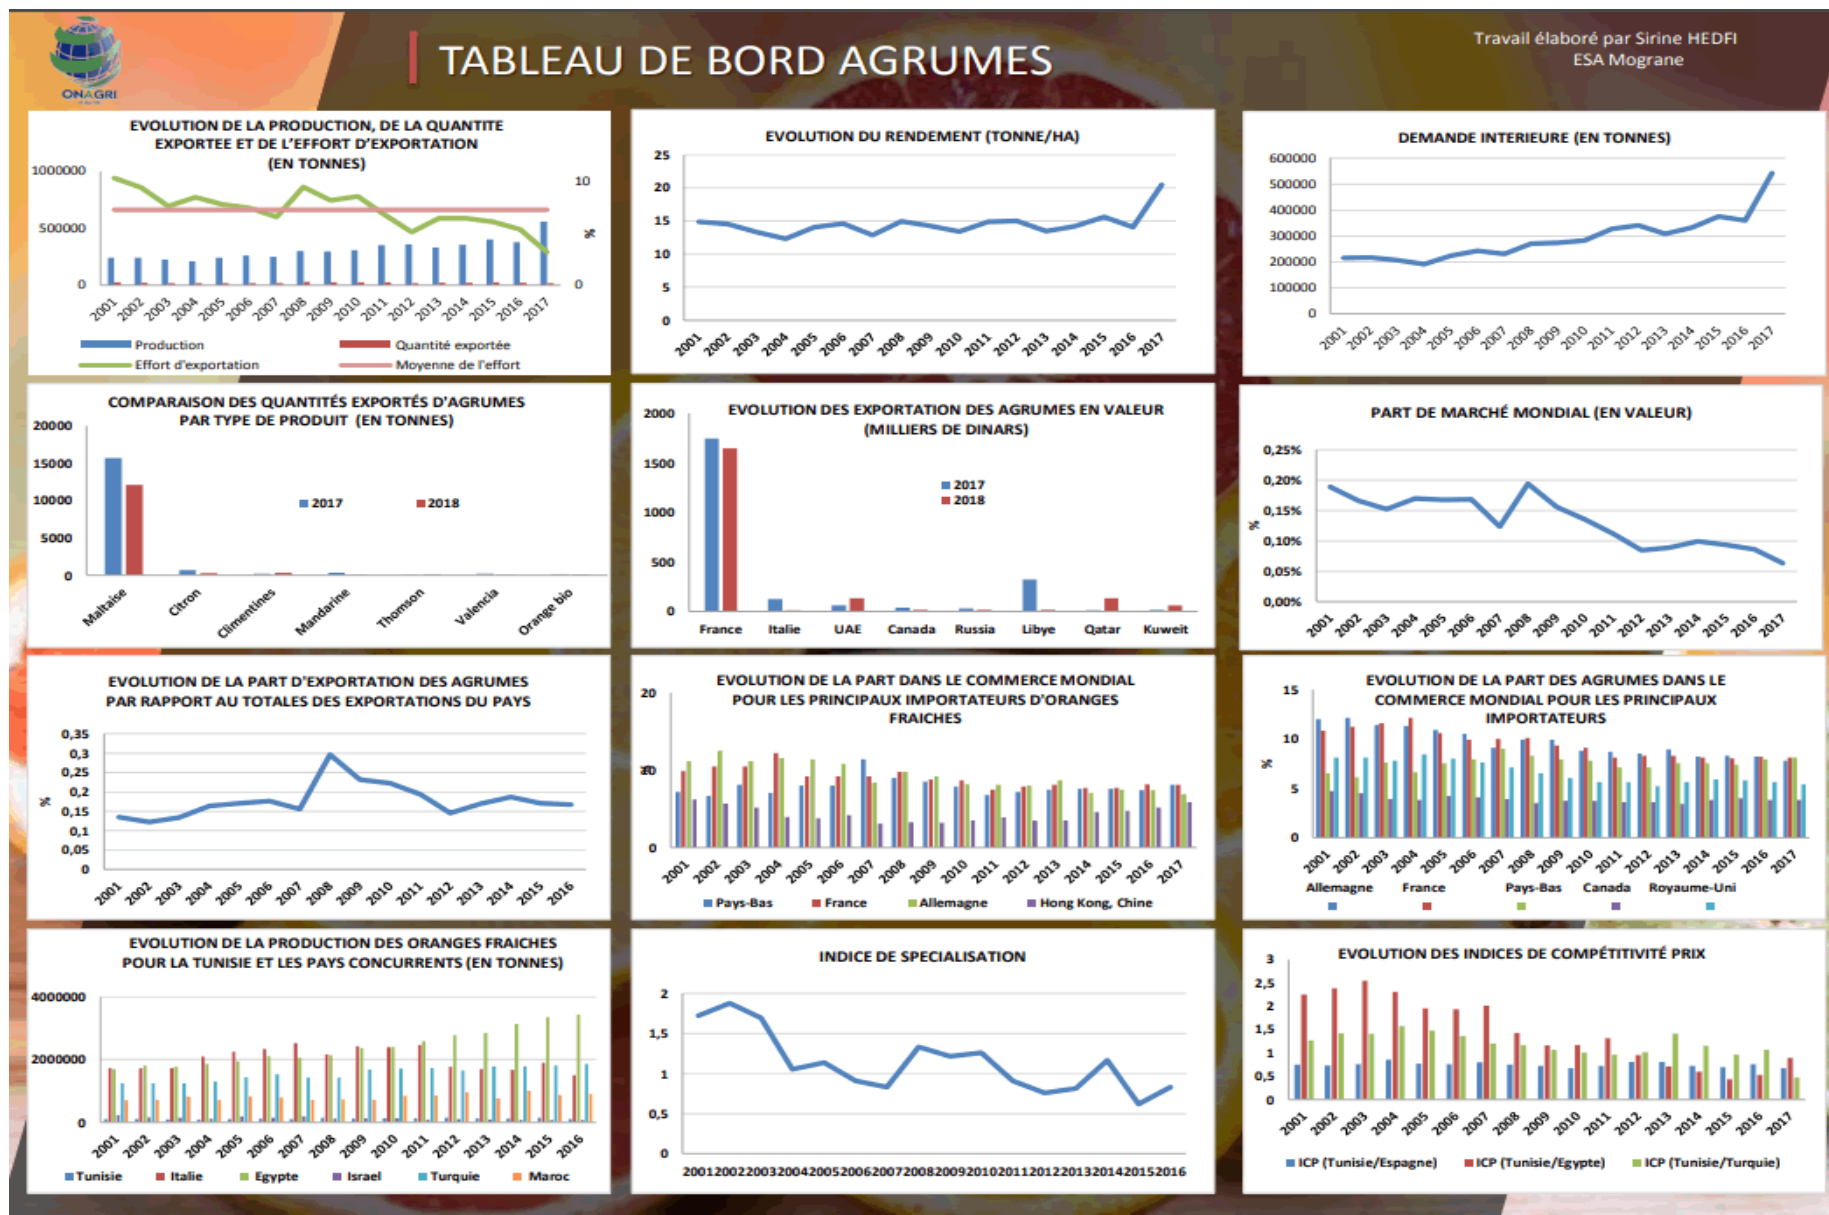 ONAGRI
TABLEAU DE BORD AGRUMES
Travail élaboré par Sirine HEDFI
ESA Mograne
EVOLUTION DE LA PRODUCTION, DE LA QUANTITE
EXPORTEE ET DE L'EFFORT D'EXPORTATION
(EN TONNES)
1000000
500000
0
10
%
0
2001 2002 2003 2004 2005 2006 2007 2008 2009 2010 2011 2012 2013 2014 2015 2016 2017
Production
Quantité exportée
Effort d'exportation
Moyenne de l'effort
EVOLUTION DU RENDEMENT (TONNE/HA)
25
20
15
10
5
0
2001 2002 2003 2004 2005 2006 2007 2008 2009 2010 2011 2012 2013 2014 2015 2016 2017
DEMANDE INTERIEURE (EN TONNES)
600000
500000
400000
300000
200000
100000
0
2001 2002 2003 2004 2005 2006 2007 2008 2009 2010 2011 2012 2013 2014 2015 2016 2017
COMPARAISON DES QUANTITÉS EXPORTÉS D'AGRUMES
PAR TYPE DE PRODUIT (EN TONNES)
20000
15000
10000
5000
0
2017 2018
Maltaise Citron Climentines Mandarine Thomson Valencia Orange bio
EVOLUTION DES EXPORTATION DES AGRUMES EN VALEUR
(MILLIERS DE DINARS)
2000
1500
1000
500
0
2017
2018
France Italie UAE Canada Russia Libye Qatar Kuweit
PART DE MARCHÉ MONDIAL (EN VALEUR)
0,25%
0,20%
0,15%
0,10%
0,05%
0,00%
%
2001 2002 2003 2004 2005 2006 2007 2008 2009 2010 2011 2012 2013 2014 2015 2016 2017
EVOLUTION DE LA PART D'EXPORTATION DES AGRUMES
PAR RAPPORT AU TOTALES DES EXPORTATIONS DU PAYS
0,35
0,3
0,25
0,2
0,15
0,1
0,05
0
%
2001 2002 2003 2004 2005 2006 2007 2008 2009 2010 2011 2012 2013 2014 2015 2016
EVOLUTION DE LA PART DANS LE COMMERCE MONDIAL
POUR LES PRINCIPAUX IMPORTATEURS D'ORANGES
FRAICHES
20
10
0
2001 2002 2003 2004 2005 2006 2007 2008 2009 2010 2011 2012 2013 2014 2015 2016 2017
Pays-Bas France Allemagne Hong Kong, Chine
EVOLUTION DE LA PART DES AGRUMES DANS LE
COMMERCE MONDIAL POUR LES PRINCIPAUX
IMPORTATEURS
15
10
5
0
%
2001 2002 2003 2004 2005 2006 2007 2008 2009 2010 2011 2012 2013 2014 2015 2016 2017
Allemagne France Pays-Bas Canada Royaume-Uni
EVOLUTION DE LA PRODUCTION DES ORANGES FRAICHES
POUR LA TUNISIE ET LES PAYS CONCURRENTS (EN TONNES)
4000000
2000000
0
2001 2002 2003 2004 2005 2006 2007 2008 2009 2010 2011 2012 2013 2014 2015 2016
Tunisie Italie Egypte Israel Turquie Maroc
INDICE DE SPECIALISATION
2
1,5
1
0,5
0
2001 2002 2003 2004 2005 2006 2007 2008 2009 2010 2011 2012 2013 2014 2015 2016
EVOLUTION DES INDICES DE COMPÉTITIVITÉ PRIX
3
2,5
2
1,5
1
0,5
0
2001 2002 2003 2004 2005 2006 2007 2008 2009 2010 2011 2012 2013 2014 2015 2016 2017
ICP (Tunisie/Espagne) ICP (Tunisie/Egypte) ICP (Tunisie/Turquie)